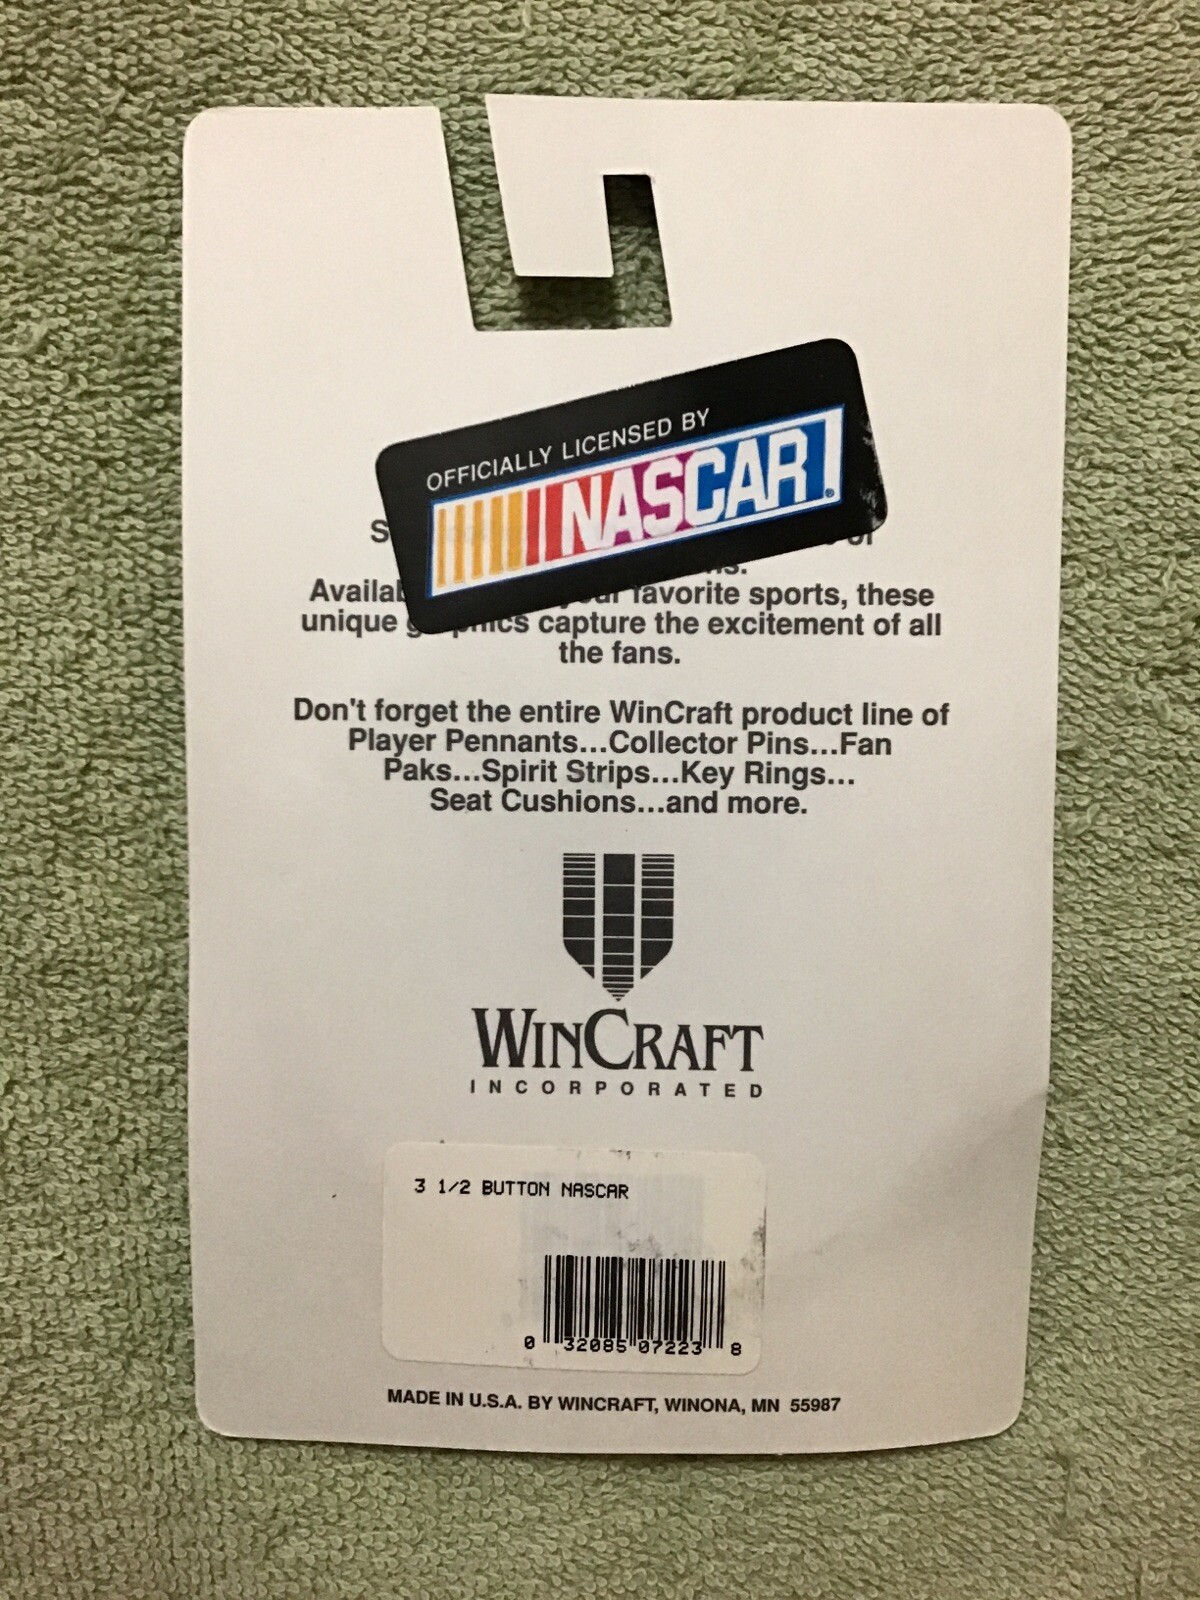 OFFICIALLY LICENSED BY
NASCAR®
of
favorite sports, these
unique capture the excitement of all
the fans.
Don't forget the entire WinCraft product line of
Player Pennants...Collector Pins...Fan
Paks...Spirit Strips...Key Rings...
Seat Cushions...and more.
WINCRAFT
INCORPORATED
3 1/2 BUTTON NASCAR
0 32085 07223 8
MADE IN U.S.A. BY WINCRAFT, WINONA, MN 55987